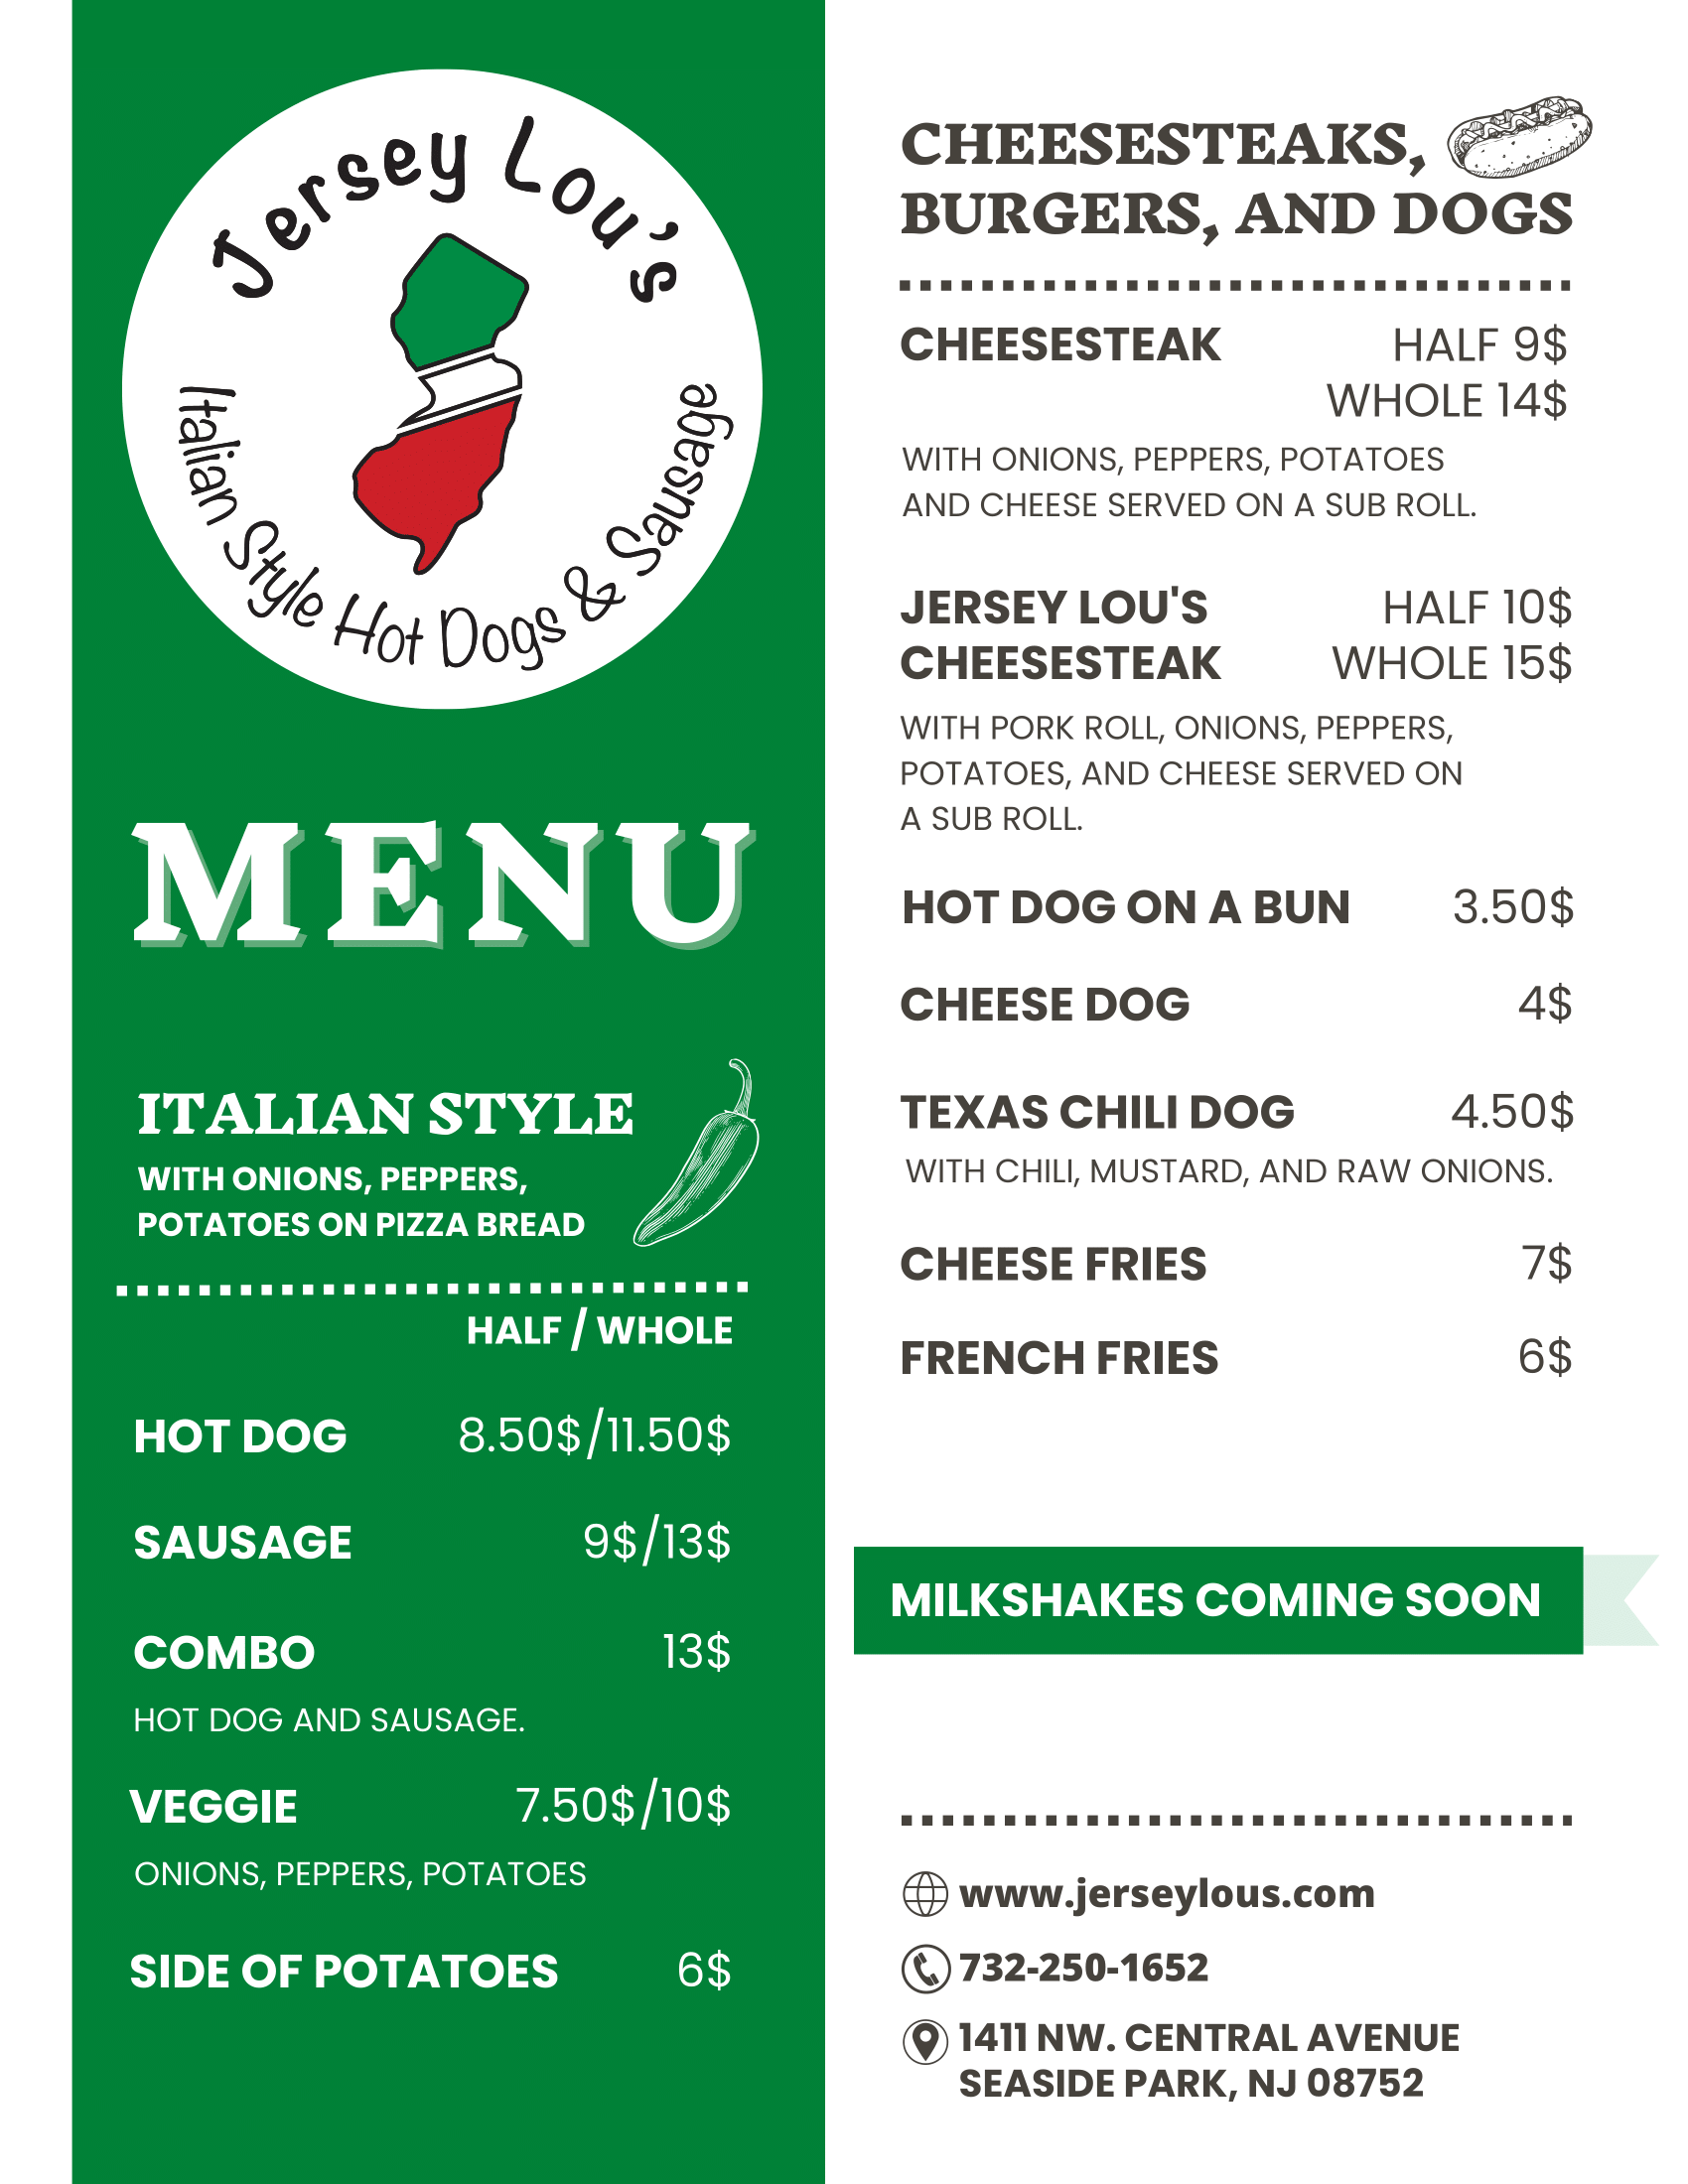 Jersey Lou's
Italian Style Hot Dogs & Sausage
MENU
ITALIAN STYLE
WITH ONIONS, PEPPERS,
POTATOES ON PIZZA BREAD
HALF / WHOLE
HOT DOG 8.50$/11.50$
SAUSAGE 9$/13$
COMBO 13$
HOT DOG AND SAUSAGE.
VEGGIE 7.50$/10$
ONIONS, PEPPERS, POTATOES
SIDE OF POTATOES 6$
CHEESESTEAKS,
BURGERS, AND DOGS
CHEESESTEAK HALF 9$
WHOLE 14$
WITH ONIONS, PEPPERS, POTATOES
AND CHEESE SERVED ON A SUB ROLL.
JERSEY LOU'S HALF 10$
CHEESESTEAK WHOLE 15$
WITH PORK ROLL, ONIONS, PEPPERS,
POTATOES, AND CHEESE SERVED ON
A SUB ROLL.
HOT DOG ON A BUN 3.50$
CHEESE DOG 4$
TEXAS CHILI DOG 4.50$
WITH CHILI, MUSTARD, AND RAW ONIONS.
CHEESE FRIES 7$
FRENCH FRIES 6$
MILKSHAKES COMING SOON
www.jerseylous.com
732-250-1652
1411 NW. CENTRAL AVENUE
SEASIDE PARK, NJ 08752